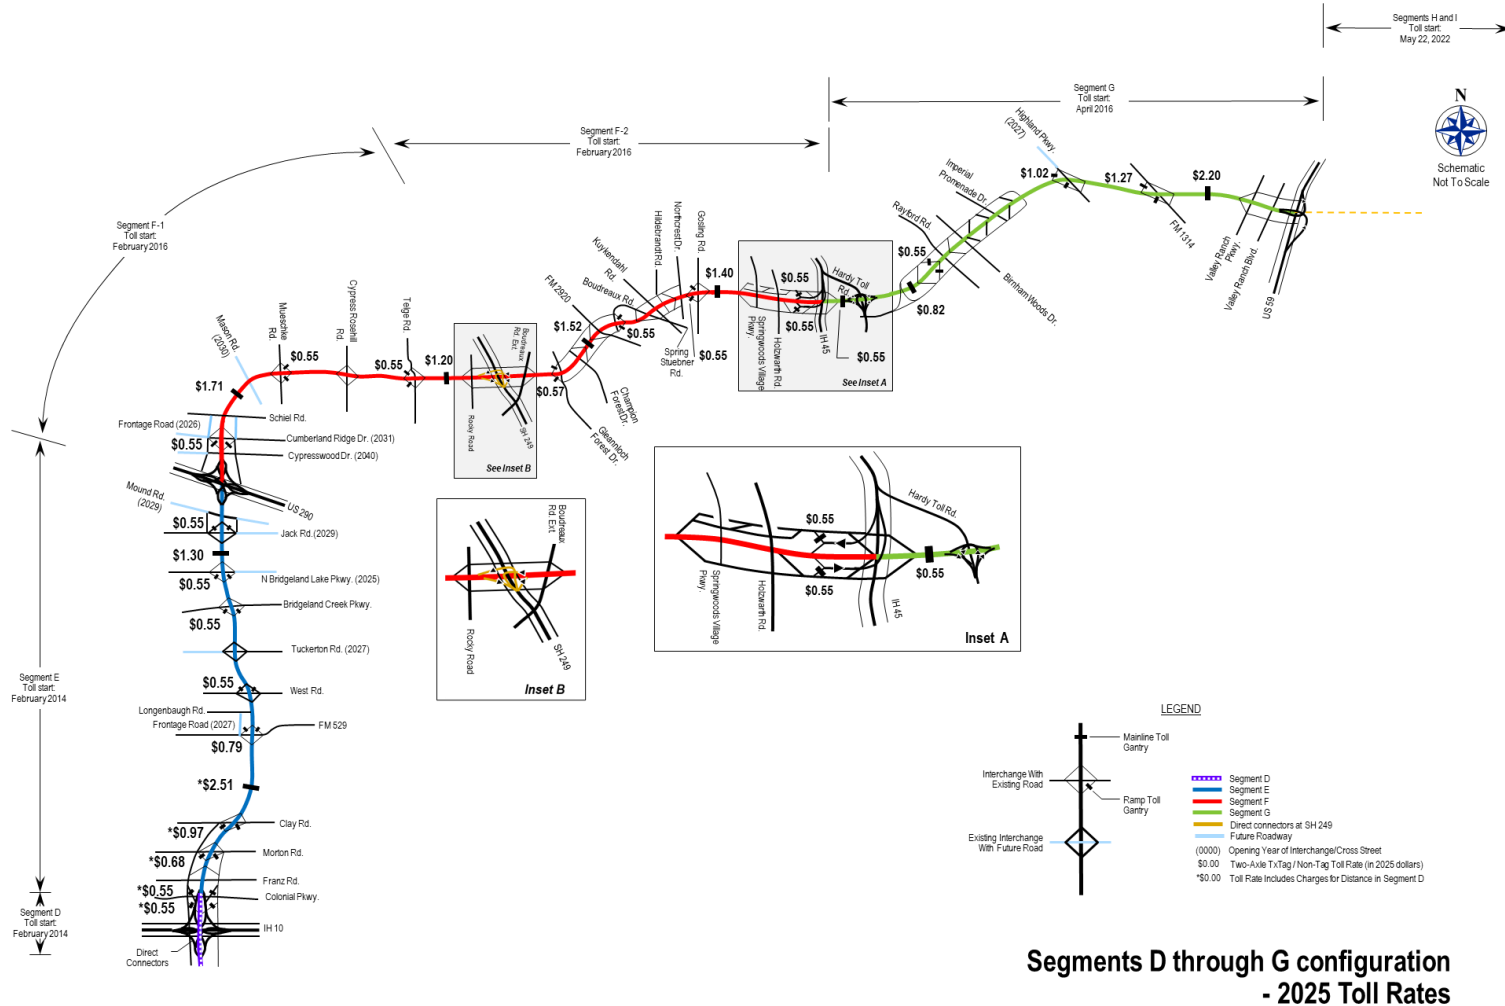 Segments H and I
Toll start:
May 22, 2022
Segment G
Toll start:
April 2016
N
Schematic
Not To Scale
Segment F-2
Toll start:
February 2016
Segment F-1
Toll start:
February 2016
Highland Pkwy.
(2027)
$1.02
$1.27
$2.20
Imperial
Promenade Dr.
Rayford Rd.
$0.55
FM 1314
Valley Ranch
Pkwy.
Valley Ranch Blvd.
US 59
Birnham Woods Dr.
$0.82
Hildebrandt Rd.
Northcrest Dr.
Gosling Rd.
Kuykendahl
Rd.
Boudreaux Rd.
FM 2920
$1.52
$1.40
$0.55
$0.55
Spring
Stuebner
Rd.
$0.55
Hardy Toll
Rd.
$0.55
Springwoods Village
Pkwy.
Holzwarth Rd.
IH 45
$0.55
See Inset A
Mason Rd.
(2030)
Mueschke
Rd.
$0.55
Cypress Rosehill
Rd.
Telge Rd.
$0.55
$1.20
Boudreaux
Rd. Ext
Rocky Road
SH 249
See Inset B
$0.57
Champion
Forest Dr.
Gleannloch
Forest Dr.
$1.71
Schiel Rd.
Frontage Road (2026)
$0.55
Cumberland Ridge Dr. (2031)
Cypresswood Dr. (2040)
US 290
Mound Rd.
(2029)
$0.55
Jack Rd. (2029)
$1.30
$0.55
N Bridgeland Lake Pkwy. (2025)
Bridgeland Creek Pkwy.
$0.55
Tuckerton Rd. (2027)
$0.55
West Rd.
Longenbaugh Rd.
Frontage Road (2027)
FM 529
$0.79
Segment E
Toll start:
February 2014
*$2.51
Clay Rd.
*$0.97
Morton Rd.
*$0.68
Franz Rd.
*$0.55
Colonial Pkwy.
*$0.55
Segment D
Toll start:
February 2014
IH 10
Direct
Connectors
Boudreaux
Rd. Ext
Rocky Road
SH 249
Inset B
$0.55
Hardy Toll Rd.
$0.55
$0.55
Springwoods Village
Pkwy.
Holzwarth Rd.
IH 45
Inset A
LEGEND
Mainline Toll
Gantry
Interchange With
Existing Road
Ramp Toll
Gantry
Existing Interchange
With Future Road
Segment D
Segment E
Segment F
Segment G
Direct connectors at SH 249
Future Roadway
(0000) Opening Year of Interchange/Cross Street
$0.00 Two-Axle TxTag / Non-Tag Toll Rate (in 2025 dollars)
*$0.00 Toll Rate Includes Charges for Distance in Segment D
Segments D through G configuration
- 2025 Toll Rates